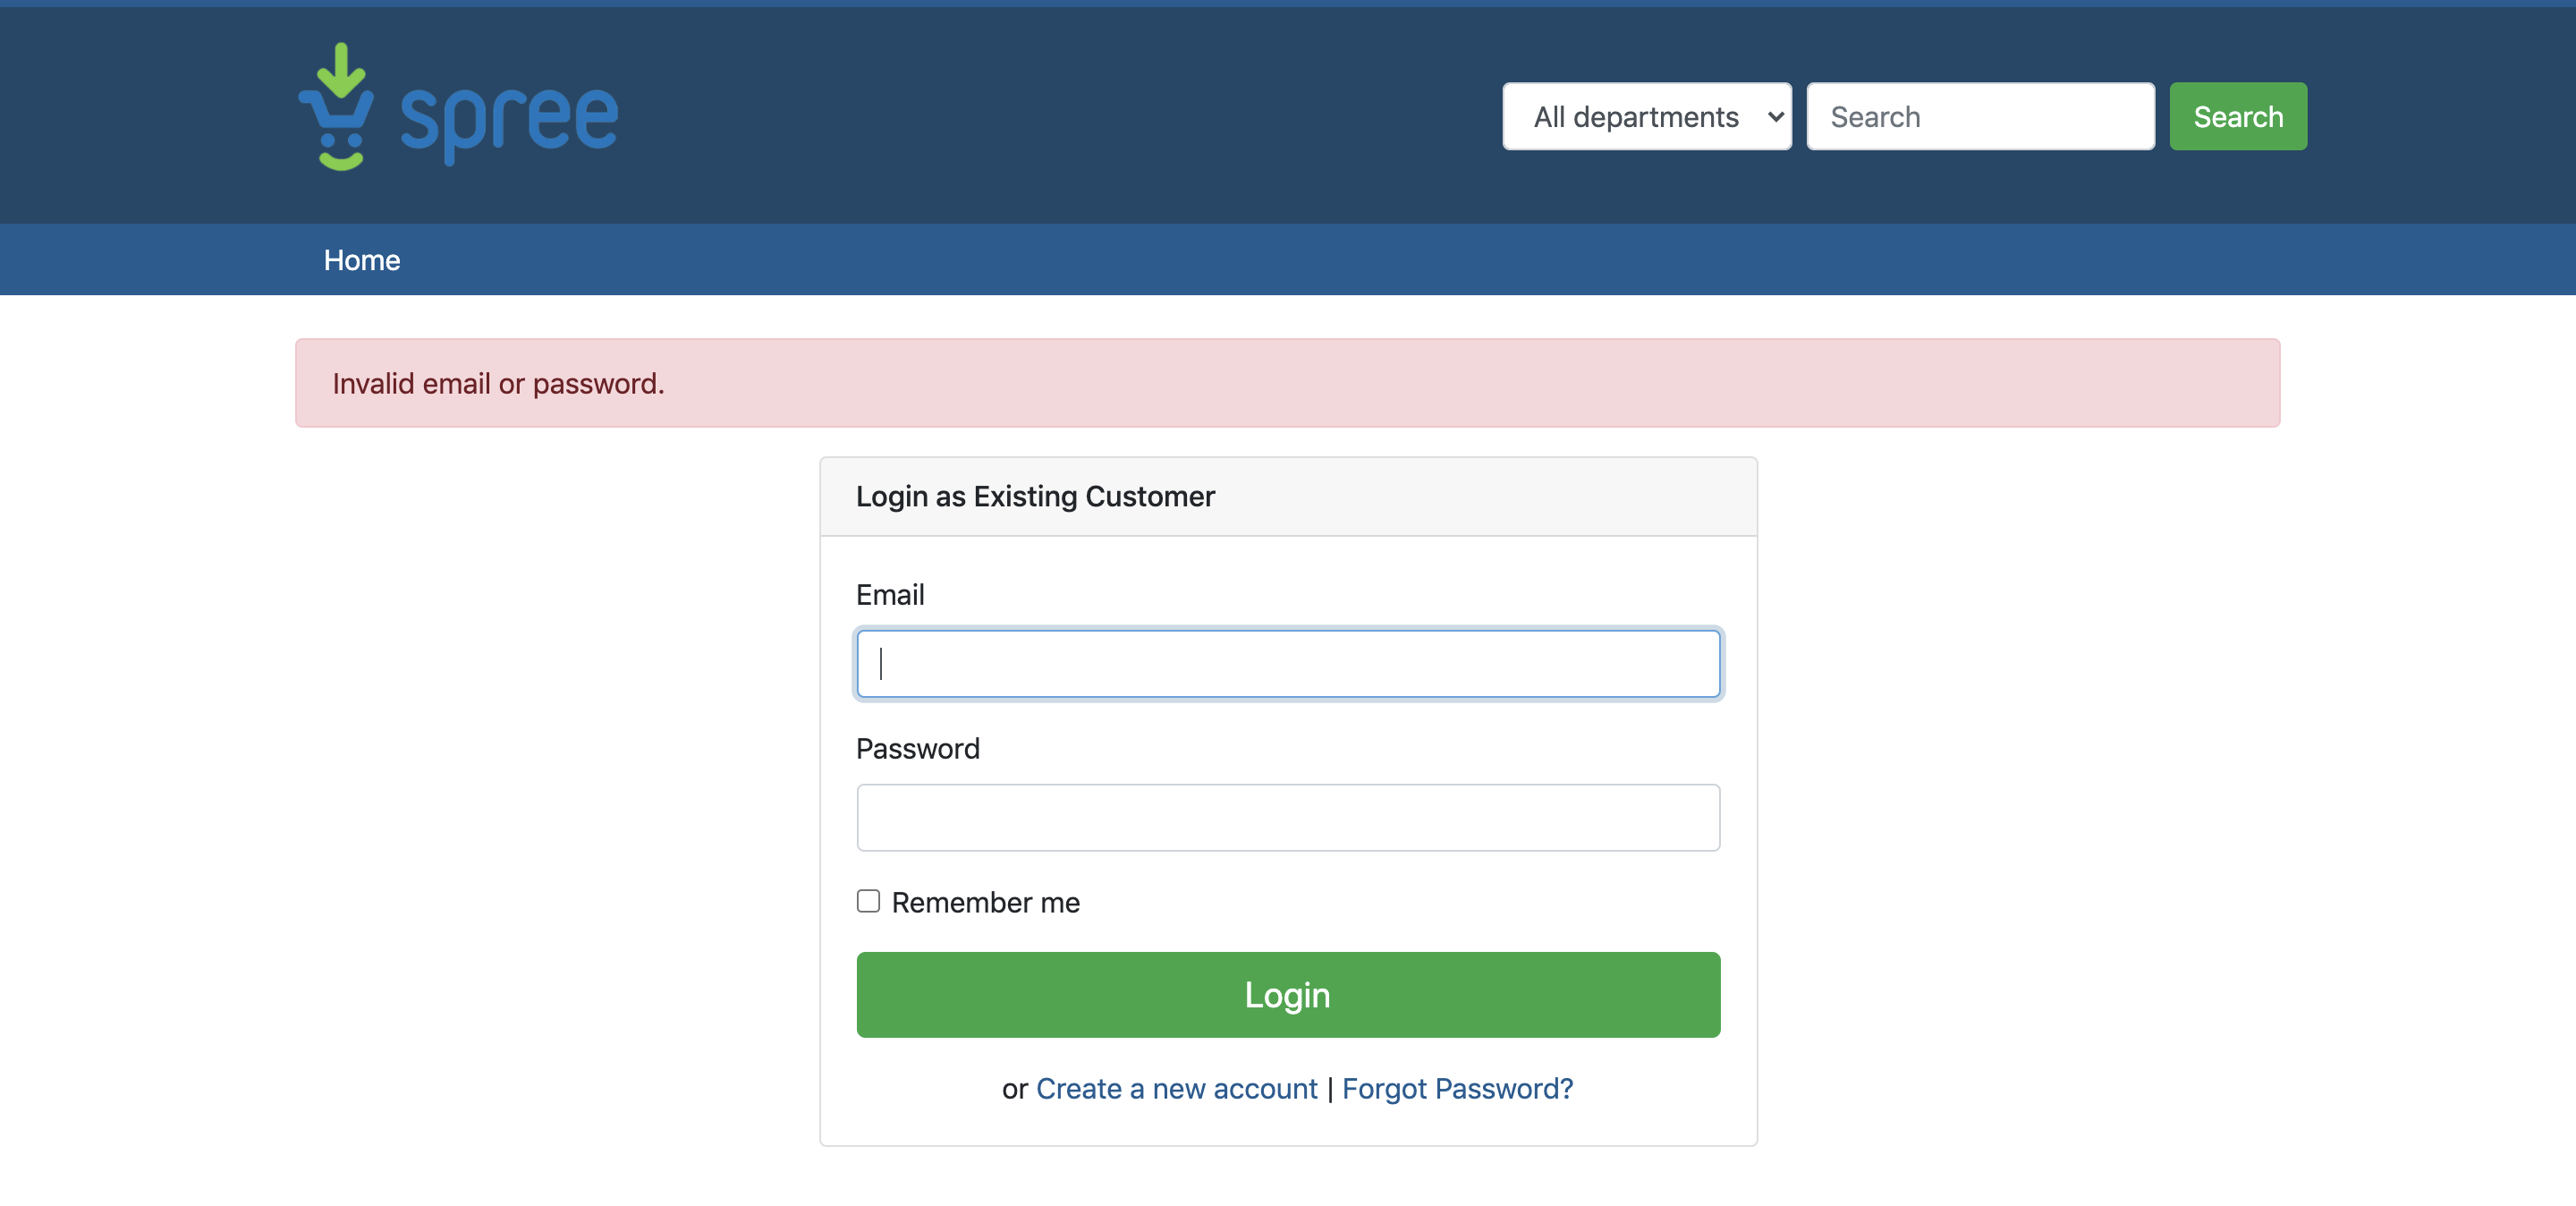 spree
All departments
Search
Search
Home
Invalid email or password.
Login as Existing Customer
Email
Password
Remember me
Login
or Create a new account | Forgot Password?